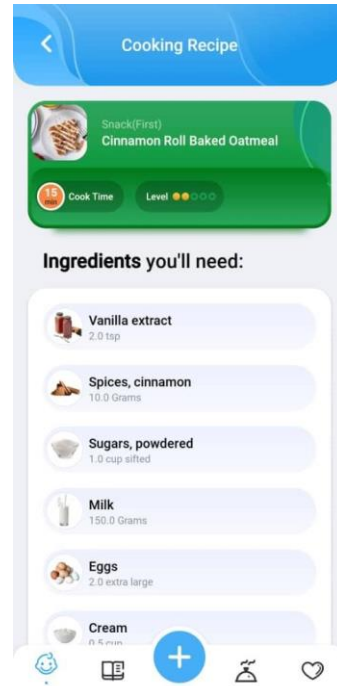 Cooking Recipe
Snack(First)
Cinnamon Roll Baked Oatmeal
15
min
Cook Time
Level
Ingredients you'll need:
Vanilla extract
2.0 tsp
Spices, cinnamon
10.0 Grams
Sugars, powdered
1.0 cup sifted
Milk
150.0 Grams
Eggs
2.0 extra large
Cream
0.5 cup